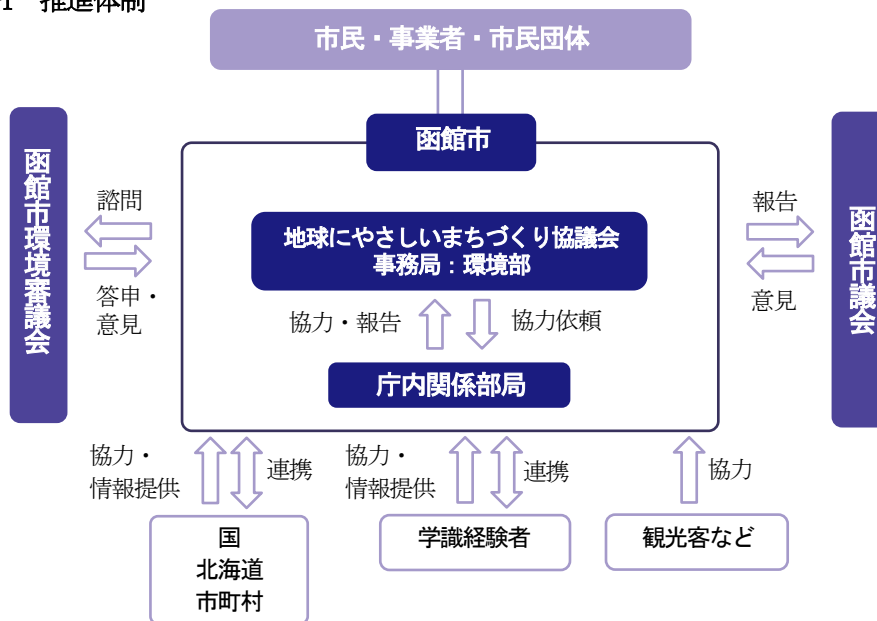 1 推進体制
市民・事業者・市民団体
函館市
函館市環境審議会
諮問
答申・
意見
地球にやさしいまちづくり協議会
事務局：環境部
協力・報告
協力依頼
庁内関係部局
報告
意見
函館市議会
協力・
情報提供
連携
協力・
情報提供
連携
協力
国
北海道
市町村
学識経験者
観光客など